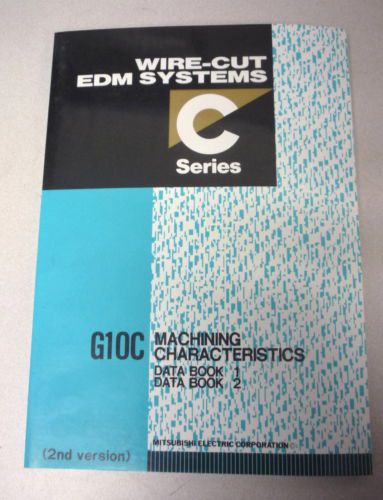 WIRE-CUT
EDM SYSTEMS
C
Series
G10C MACHINING
CHARACTERISTICS
DATA BOOK 1
DATA BOOK 2
(2nd version)
MITSUBISHI ELECTRIC CORPORATION